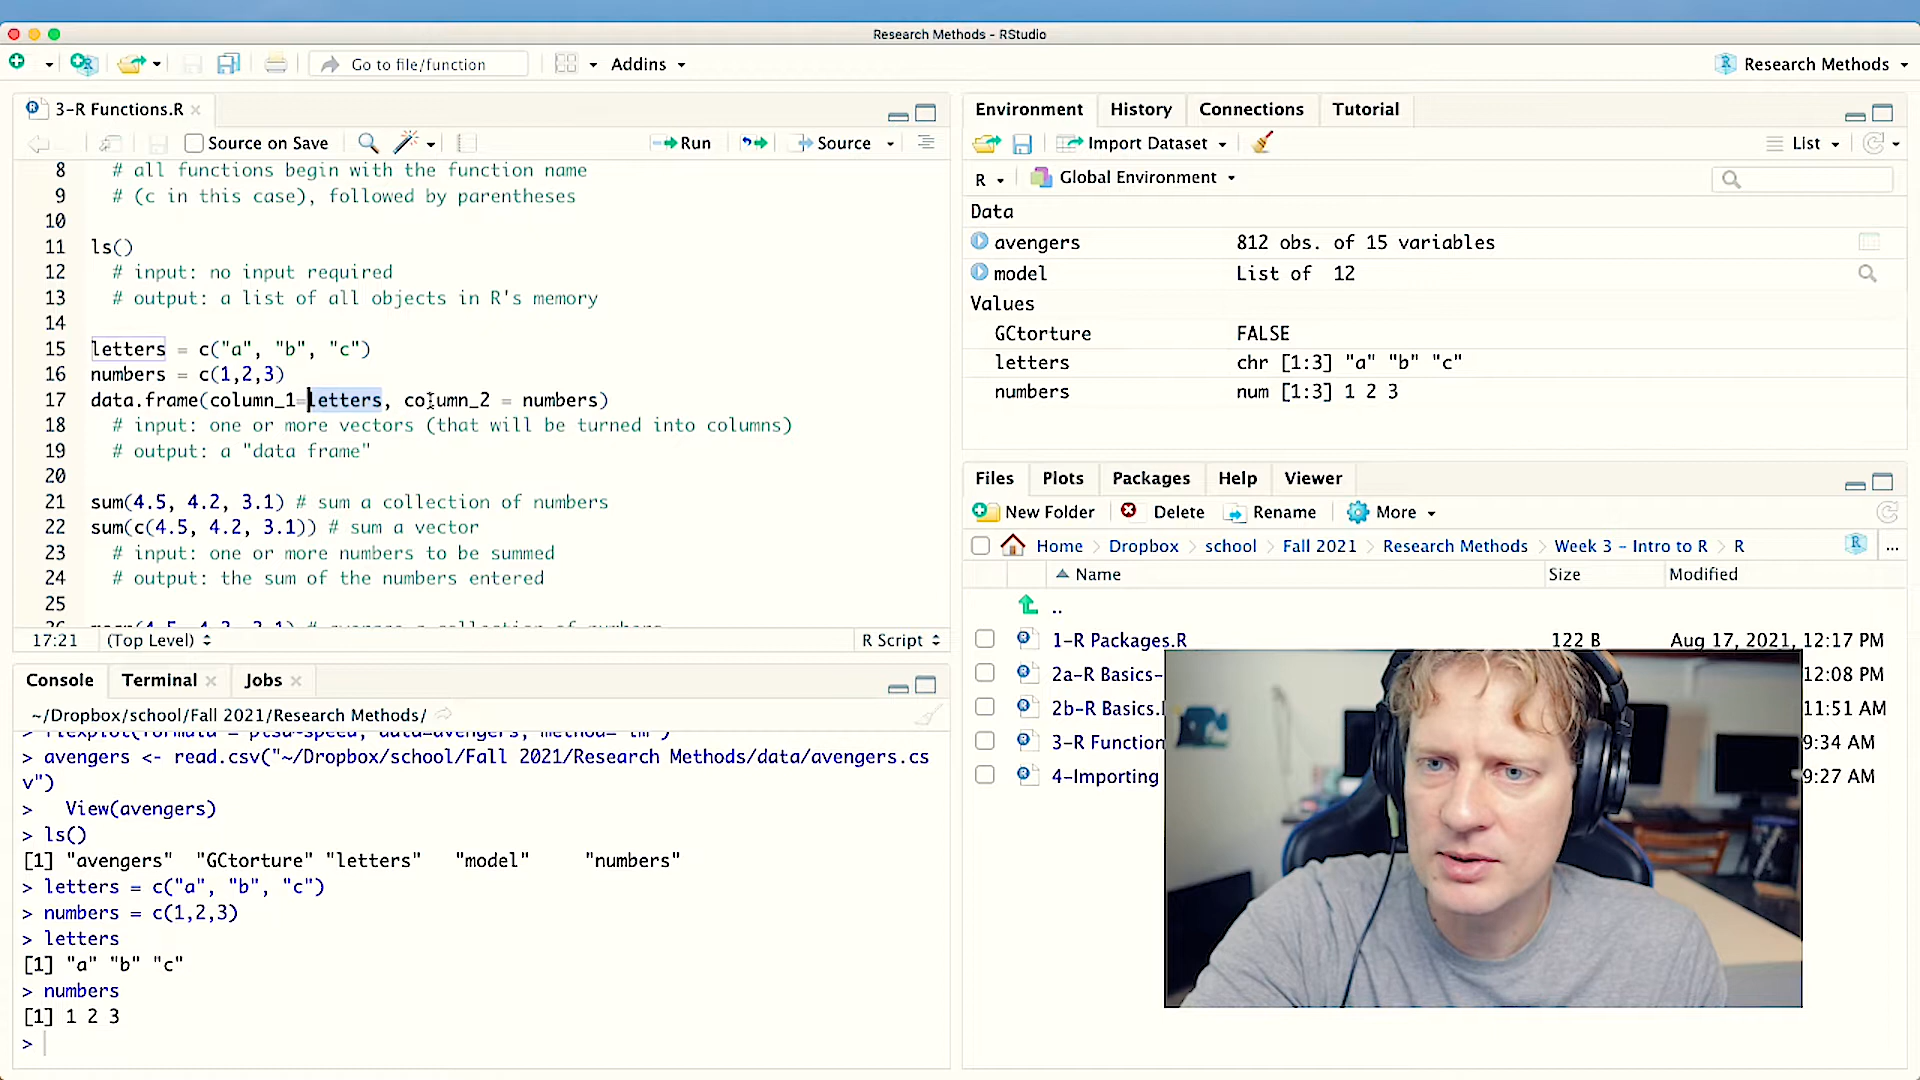 Research Methods - RStudio
Go to file/function
Addins
Research Methods
3-R Functions.R
Source on Save
Run
Source
8 # all functions begin with the function name
9 # (c in this case), followed by parentheses
10
11 ls()
12 # input: no input required
13 # output: a list of all objects in R's memory
14
15 letters = c("a", "b", "c")
16 numbers = c(1,2,3)
17 data.frame(column_1=letters, column_2 = numbers)
18 # input: one or more vectors (that will be turned into columns)
19 # output: a "data frame"
20
21 sum(4.5, 4.2, 3.1) # sum a collection of numbers
22 sum(c(4.5, 4.2, 3.1)) # sum a vector
23 # input: one or more numbers to be summed
24 # output: the sum of the numbers entered
25
17:21 (Top Level) R Script
Console Terminal Jobs
~/Dropbox/school/Fall 2021/Research Methods/
> avengers <- read.csv("~/Dropbox/school/Fall 2021/Research Methods/data/avengers.cs
v")
> View(avengers)
> ls()
[1] "avengers" "GCtorture" "letters" "model" "numbers"
> letters = c("a", "b", "c")
> numbers = c(1,2,3)
> letters
[1] "a" "b" "c"
> numbers
[1] 1 2 3
>
Environment History Connections Tutorial
Import Dataset
List
R Global Environment
Data
avengers 812 obs. of 15 variables
model List of 12
Values
GCtorture FALSE
letters chr [1:3] "a" "b" "c"
numbers num [1:3] 1 2 3
Files Plots Packages Help Viewer
New Folder Delete Rename More
Home Dropbox school Fall 2021 Research Methods Week 3 - Intro to R R ...
Name Size Modified
..
1-R Packages.R 122 B Aug 17, 2021, 12:17 PM
2a-R Basics- 12:08 PM
2b-R Basics. 11:51 AM
3-R Function 9:34 AM
4-Importing 9:27 AM